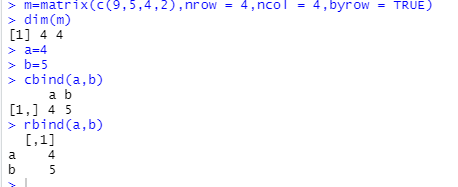 > m=matrix(c(9,5,4,2),nrow = 4,ncol = 4,byrow = TRUE)
> dim(m)
[1] 4 4
> a=4
> b=5
> cbind(a,b)
     a b
[1,] 4 5
> rbind(a,b)
  [,1]
a    4
b    5
>